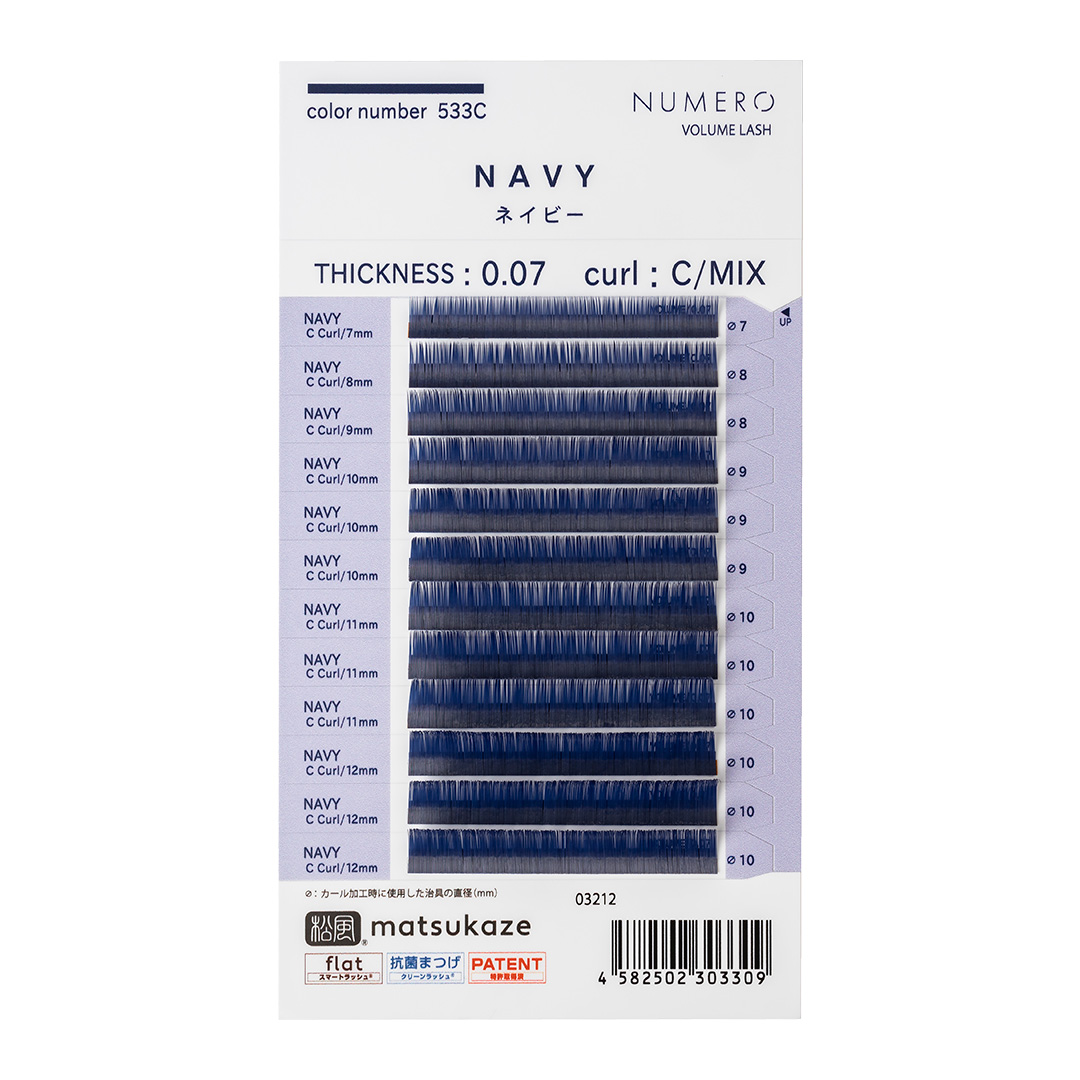 color number 533C
NUMERO
VOLUME LASH
NAVY
ネイビー
THICKNESS : 0.07 curl : C/MIX
UP
NAVY
C Curl/7mm
VOLUME/0.07
⌀7
NAVY
C Curl/8mm
VOLUME/0.07
⌀8
NAVY
C Curl/9mm
⌀8
NAVY
C Curl/10mm
⌀9
NAVY
C Curl/10mm
⌀9
NAVY
C Curl/10mm
⌀9
NAVY
C Curl/11mm
⌀10
NAVY
C Curl/11mm
⌀10
NAVY
C Curl/11mm
⌀10
NAVY
C Curl/12mm
⌀10
NAVY
C Curl/12mm
⌀10
NAVY
C Curl/12mm
⌀10
⌀：カール加工時に使用した治具の直径(mm)
03212
松風® matsukaze
flat
スマートラッシュ®
抗菌まつげ
クリーンラッシュ®
PATENT
特許取得済
4 582502 303309